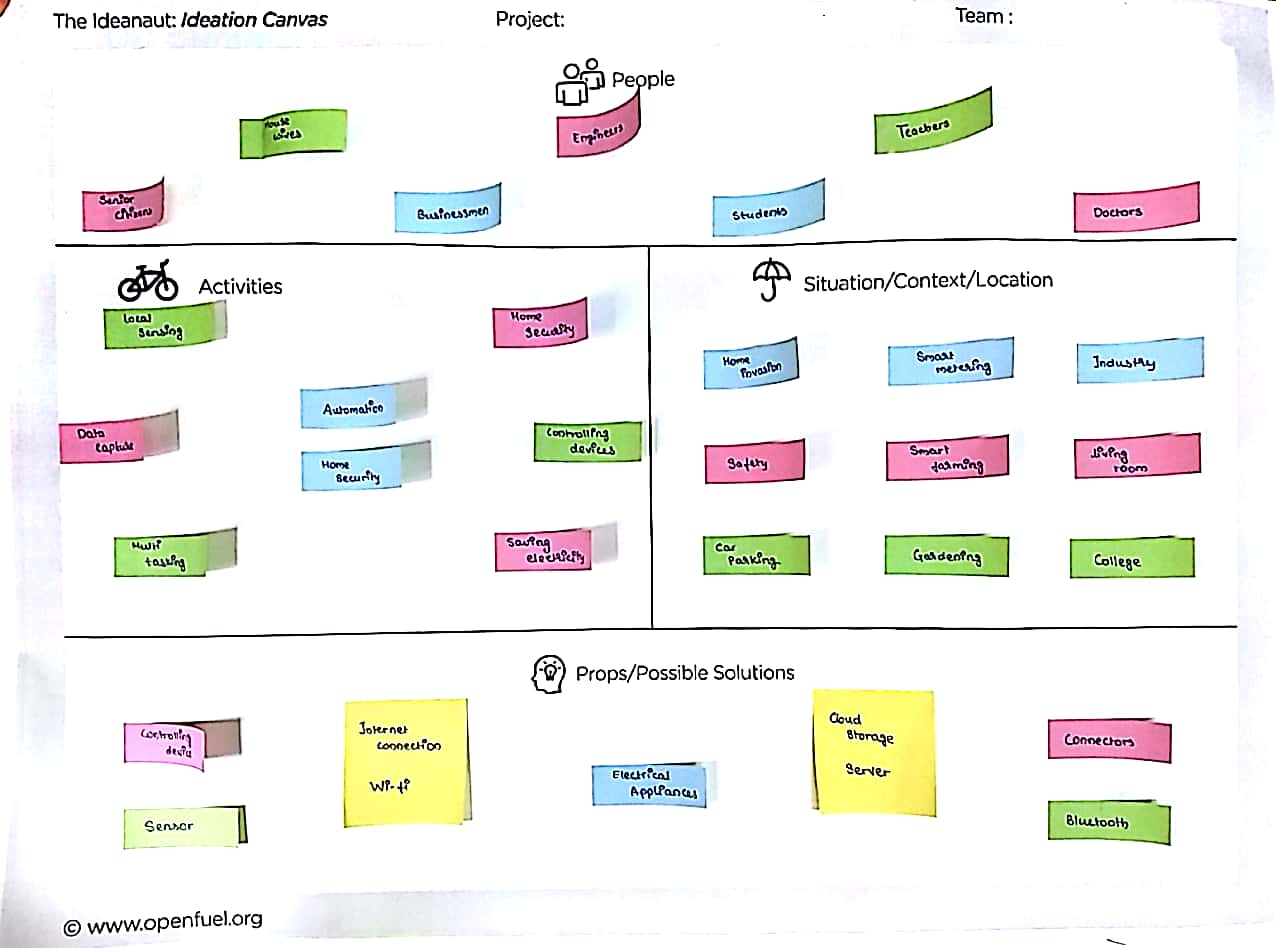 The Ideanaut: Ideation Canvas
Project:
Team :
People
House
wives
Engineers
Teachers
Senior
citizens
Businessmen
Students
Doctors
Activities
Local
Sensing
Home
Security
Automation
Data
Capture
Controlling
devices
Home
Security
Multi
tasking
Saving
electricity
Situation/Context/Location
Home
invasion
Smart
metering
Industry
Safety
Smart
farming
living
room
Car
Parking
Gardening
College
Props/Possible Solutions
Controlling
device
Internet
connection
Wi-fi
Electrical
Appliances
Cloud
Storage
Server
Connectors
Sensor
Bluetooth
© www.openfuel.org